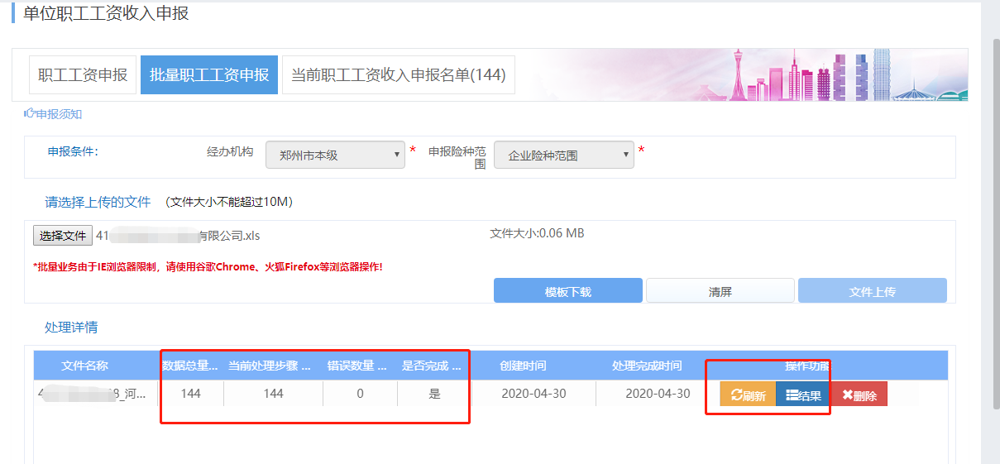 单位职工工资收入申报
职工工资申报 批量职工工资申报 当前职工工资收入申报名单(144)
申报须知
申报条件： 经办机构 郑州市本级 * 申报险种范围 企业险种范围 *
请选择上传的文件 （文件大小不能超过10M）
选择文件 41 有限公司.xls 文件大小:0.06 MB
*批量业务由于IE浏览器限制，请使用谷歌Chrome、火狐Firefox等浏览器操作!
模板下载 清屏 文件上传
处理详情
文件名称 数据总量... 当前处理步骤 ... 错误数量 ... 是否完成 ... 创建时间 处理完成时间 操作功能
4 8_河... 144 144 0 是 2020-04-30 2020-04-30 刷新 结果 删除